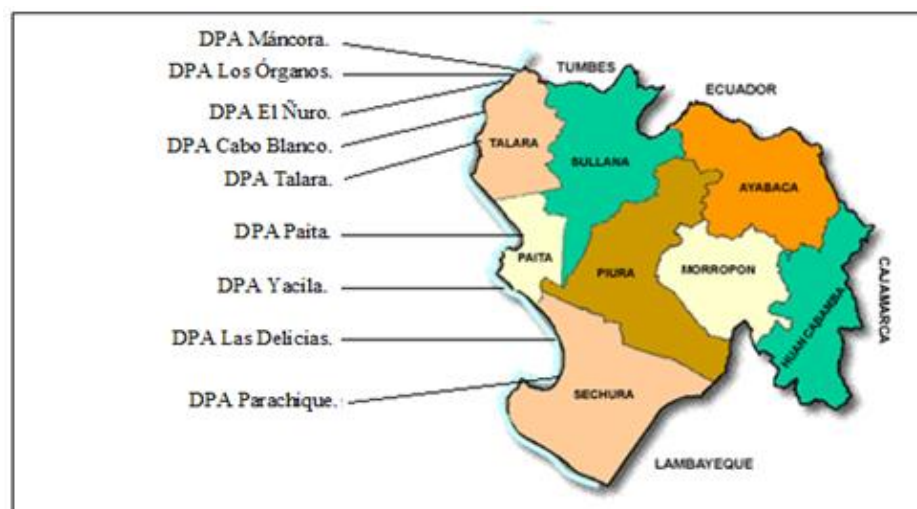 DPA Máncora.
DPA Los Órganos.
DPA El Ñuro.
DPA Cabo Blanco.
DPA Talara.
DPA Paita.
DPA Yacila.
DPA Las Delicias.
DPA Parachique.
TUMBES
ECUADOR
TALARA
SULLANA
AYABACA
PAITA
PIURA
MORROPON
HUANCABAMBA
CAJAMARCA
SECHURA
LAMBAYEQUE